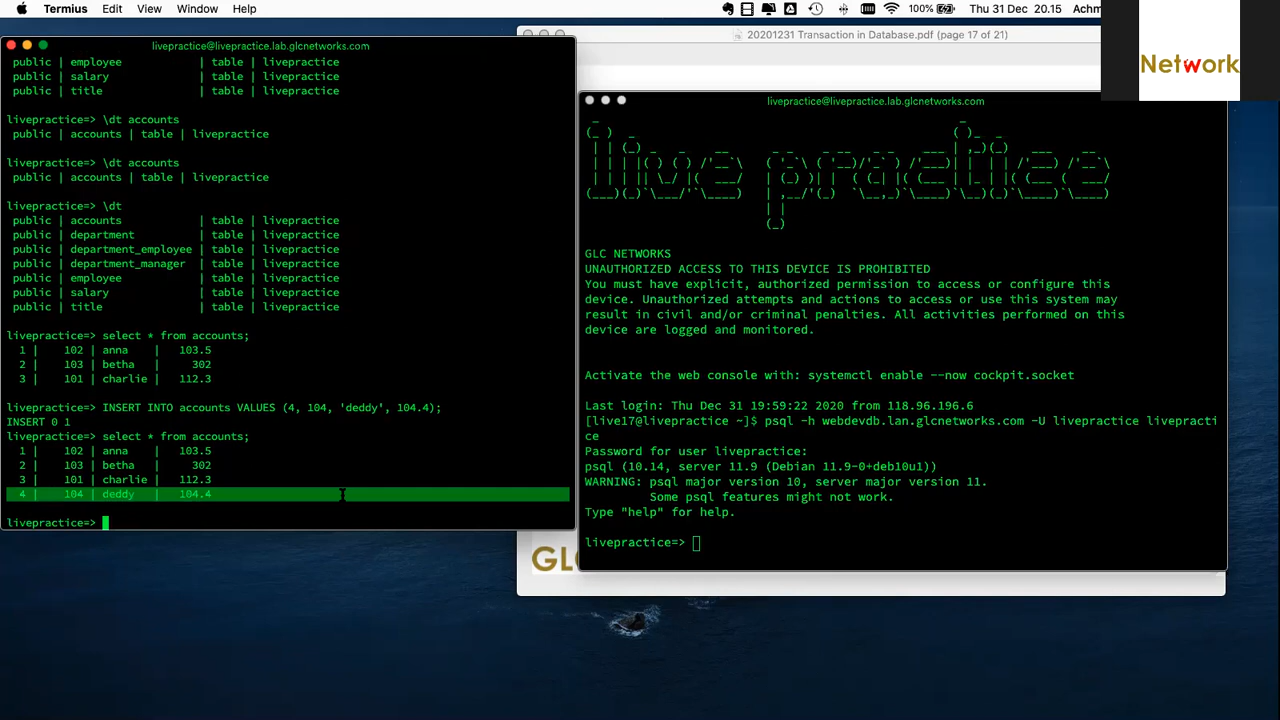 Termius Edit View Window Help 100% Thu 31 Dec 20.15 Achm
20201231 Transaction in Database.pdf (page 17 of 21)
Network
livepractice@livepractice.lab.glcnetworks.com
public | employee | table | livepractice
public | salary | table | livepractice
public | title | table | livepractice
livepractice=> \dt accounts
public | accounts | table | livepractice
livepractice=> \dt accounts
public | accounts | table | livepractice
livepractice=> \dt
public | accounts | table | livepractice
public | department | table | livepractice
public | department_employee | table | livepractice
public | department_manager | table | livepractice
public | employee | table | livepractice
public | salary | table | livepractice
public | title | table | livepractice
livepractice=> select * from accounts;
1 | 102 | anna | 103.5
2 | 103 | betha | 302
3 | 101 | charlie | 112.3
livepractice=> INSERT INTO accounts VALUES (4, 104, 'deddy', 104.4);
INSERT 0 1
livepractice=> select * from accounts;
1 | 102 | anna | 103.5
2 | 103 | betha | 302
3 | 101 | charlie | 112.3
4 | 104 | deddy | 104.4
livepractice=>
livepractice@livepractice.lab.glcnetworks.com
live practice
GLC NETWORKS
UNAUTHORIZED ACCESS TO THIS DEVICE IS PROHIBITED
You must have explicit, authorized permission to access or configure this
device. Unauthorized attempts and actions to access or use this system may
result in civil and/or criminal penalties. All activities performed on this
device are logged and monitored.
Activate the web console with: systemctl enable --now cockpit.socket
Last login: Thu Dec 31 19:59:22 2020 from 118.96.196.6
[live17@livepractice ~]$ psql -h webdevdb.lan.glcnetworks.com -U livepractice livepracti
ce
Password for user livepractice:
psql (10.14, server 11.9 (Debian 11.9-0+deb10u1))
WARNING: psql major version 10, server major version 11.
Some psql features might not work.
Type "help" for help.
livepractice=>
GLC